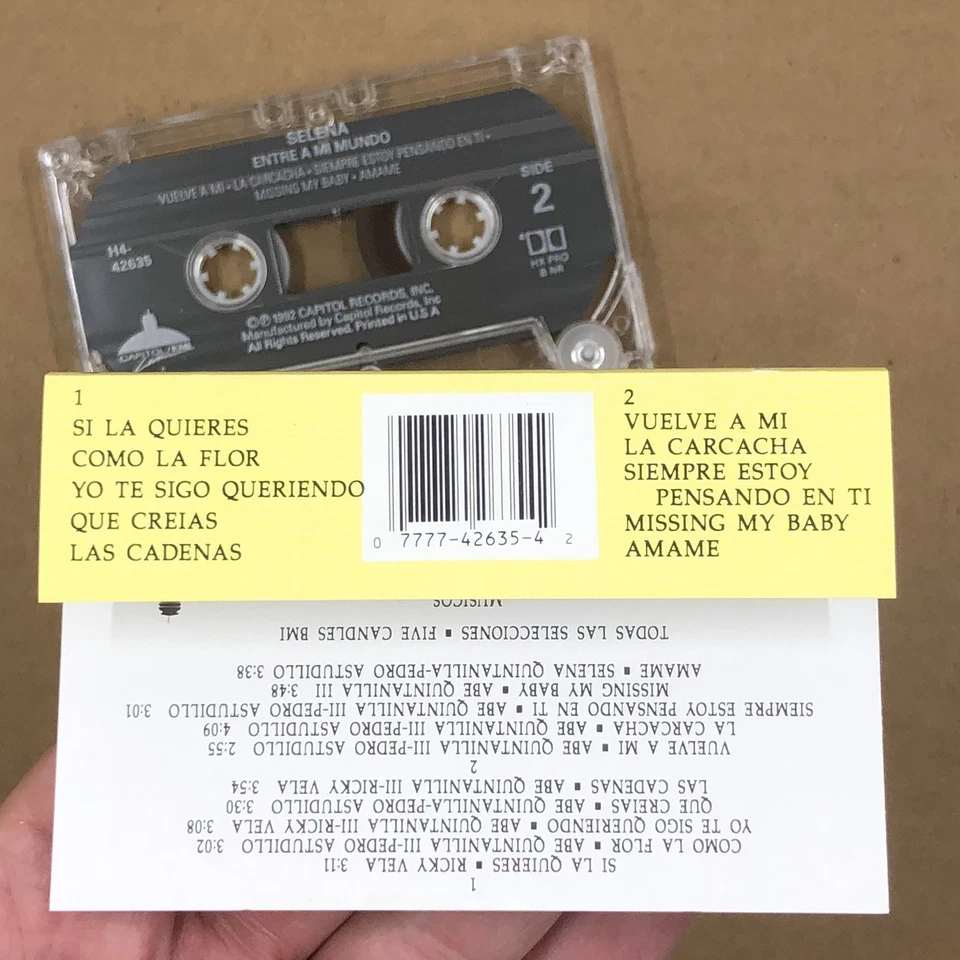 SELENA
ENTRE A MI MUNDO
VUELVE A MI • LA CARCACHA • SIEMPRE ESTOY PENSANDO EN TI •
MISSING MY BABY • AMAME
SIDE
2
H4-
42635
HX PRO
B NR
©℗ 1992 CAPITOL RECORDS, INC.
Manufactured by Capitol Records, Inc
All Rights Reserved. Printed in U.S.A
CAPITOL/EMI
1
SI LA QUIERES
COMO LA FLOR
YO TE SIGO QUERIENDO
QUE CREIAS
LAS CADENAS
0 7777-42635-4 2
2
VUELVE A MI
LA CARCACHA
SIEMPRE ESTOY
PENSANDO EN TI
MISSING MY BABY
AMAME
1
SI LA QUIERES ▪ RICKY VELA 3:11
COMO LA FLOR ▪ ABE QUINTANILLA III-PEDRO ASTUDILLO 3:02
YO TE SIGO QUERIENDO ▪ ABE QUINTANILLA III-RICKY VELA 3:08
QUE CREIAS ▪ ABE QUINTANILLA-PEDRO ASTUDILLO 3:30
LAS CADENAS ▪ ABE QUINTANILLA III-RICKY VELA 3:54
2
VUELVE A MI ▪ ABE QUINTANILLA III-PEDRO ASTUDILLO 2:55
LA CARCACHA ▪ ABE QUINTANILLA III-PEDRO ASTUDILLO 4:09
SIEMPRE ESTOY PENSANDO EN TI ▪ ABE QUINTANILLA III-PEDRO ASTUDILLO 3:01
MISSING MY BABY ▪ ABE QUINTANILLA III 3:48
AMAME ▪ SELENA QUINTANILLA-PEDRO ASTUDILLO 3:38
TODAS LAS SELECCIONES ▪ FIVE CANDLES BMI
MUSICOS